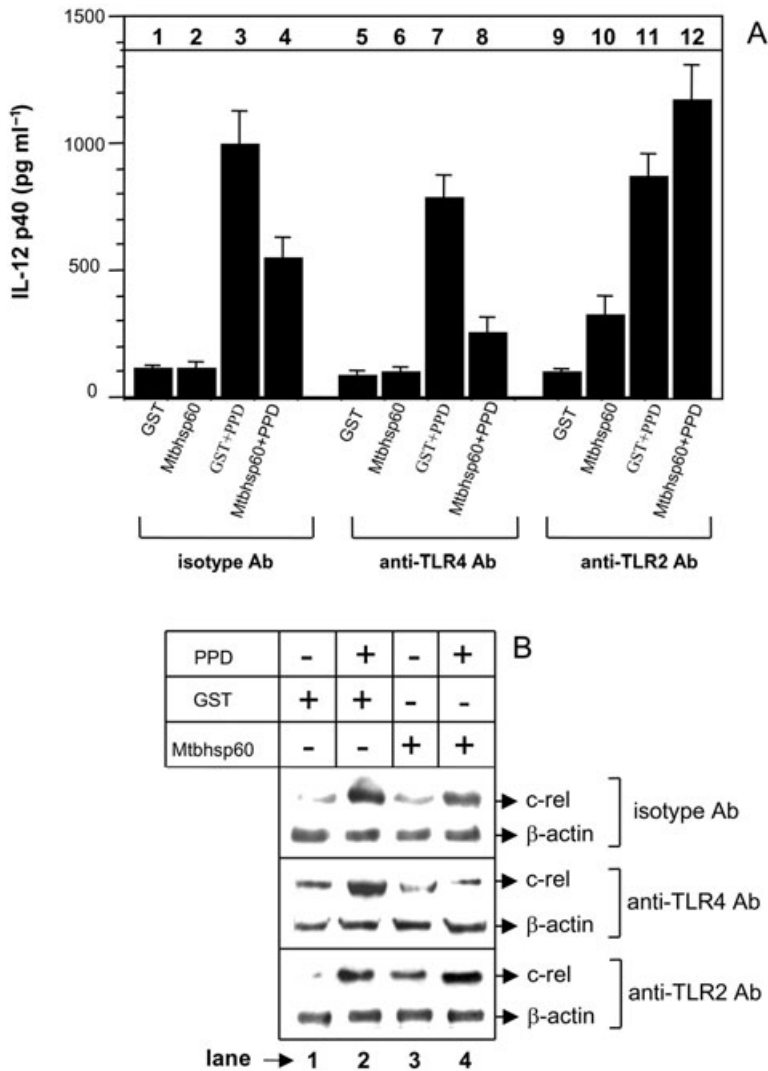 A
1500
1 2 3 4 5 6 7 8 9 10 11 12
1000
500
0
IL-12 p40 (pg ml⁻¹)
GST Mtbhsp60 GST+PPD Mtbhsp60+PPD GST Mtbhsp60 GST+PPD Mtbhsp60+PPD GST Mtbhsp60 GST+PPD Mtbhsp60+PPD
isotype Ab anti-TLR4 Ab anti-TLR2 Ab
B
PPD - + - +
GST + + - -
Mtbhsp60 - - + +
c-rel
β-actin
isotype Ab
c-rel
β-actin
anti-TLR4 Ab
c-rel
β-actin
anti-TLR2 Ab
lane → 1 2 3 4